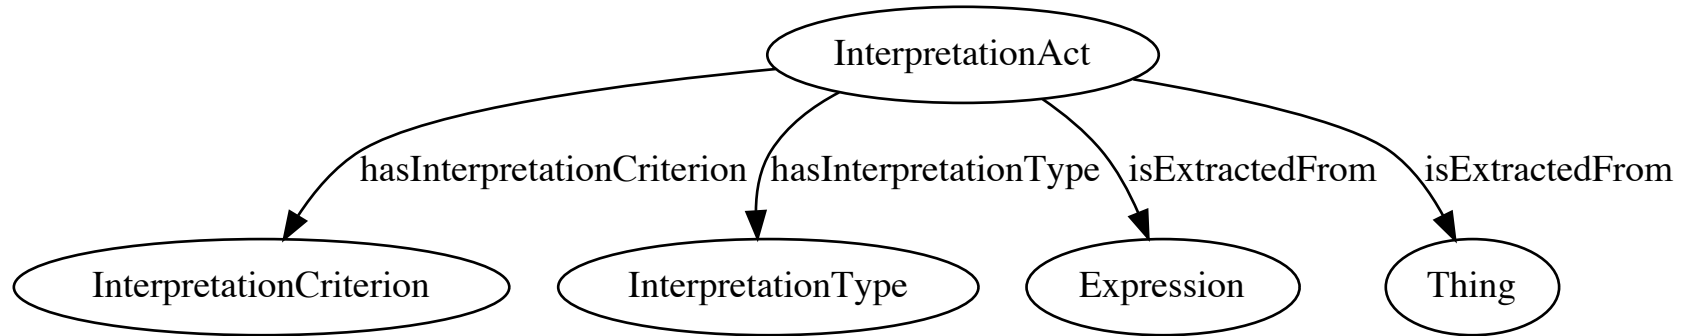 InterpretationAct
hasInterpretationCriterion
hasInterpretationType
isExtractedFrom
isExtractedFrom
InterpretationCriterion
InterpretationType
Expression
Thing